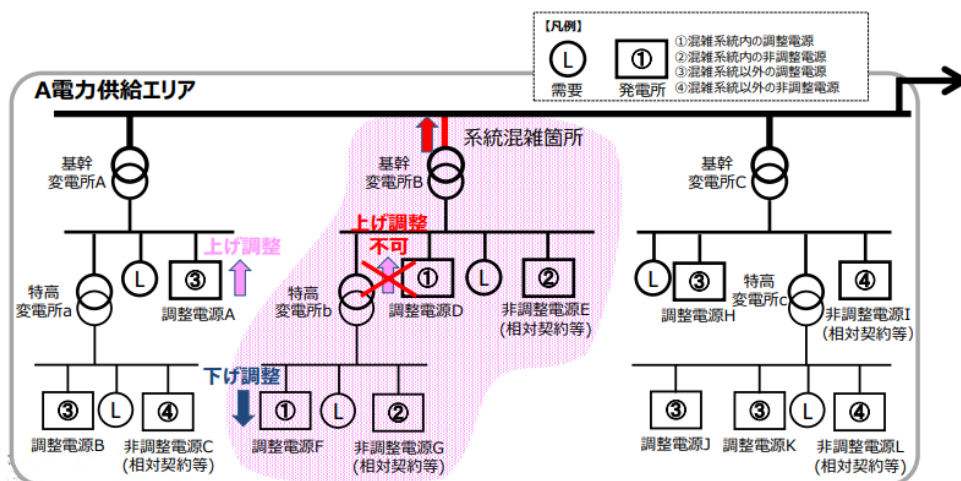 【凡例】
L
需要
①
発電所
①混雑系統内の調整電源
②混雑系統内の非調整電源
③混雑系統以外の調整電源
④混雑系統以外の非調整電源
A電力供給エリア
系統混雑箇所
基幹
変電所A
基幹
変電所B
基幹
変電所C
上げ調整
L
③
調整電源A
特高
変電所a
上げ調整
不可
①
調整電源D
L
②
非調整電源E
(相対契約等)
特高
変電所b
L
③
調整電源H
特高
変電所c
④
非調整電源I
(相対契約等)
③
調整電源B
L
④
非調整電源C
(相対契約等)
下げ調整
①
調整電源F
L
②
非調整電源G
(相対契約等)
③
調整電源J
③
調整電源K
L
④
非調整電源L
(相対契約等)